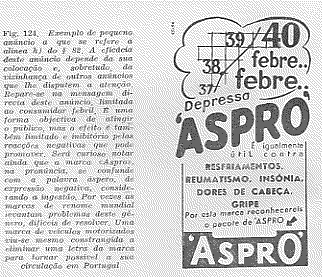 Fig. 124 Exemplo de pequeno
anúncio a que se refere a
alínea h) do § 82. A eficácia
deste anúncio depende da sua
colocação e, sobretudo, da
vizinhança de outros anúncios
que lhe disputem a atenção.
Repare-se na mensagem di-
recta deste anúncio, limitada
ao consumidor febril. É uma
forma objectiva de atingir
o público, mas o efeito é tam-
bém limitado e inibitório pelas
reacções negativas que pode
promover. Será curioso notar
ainda que a marca «Aspro»,
na pronúncia, se confunde
com a palavra áspero, de
expressão negativa, conside-
rando a ingestão. Por vezes as
marcas de renome mundial
levantam problemas deste gé-
nero, difíceis de resolver. Uma
marca de veículos motorizados
viu-se mesmo constrangida a
eliminar uma letra da marca
para tornar possível a sua
circulação em Portugal
39/40
38
37
febre..
febre..
Depressa
'ASPRO'
É igualmente
útil contra
RESFRIAMENTOS,
REUMATISMO, INSÓNIA,
DORES DE CABEÇA,
GRIPE
Por esta marca reconhecereis
o pacote de 'ASPRO'
ASPRO